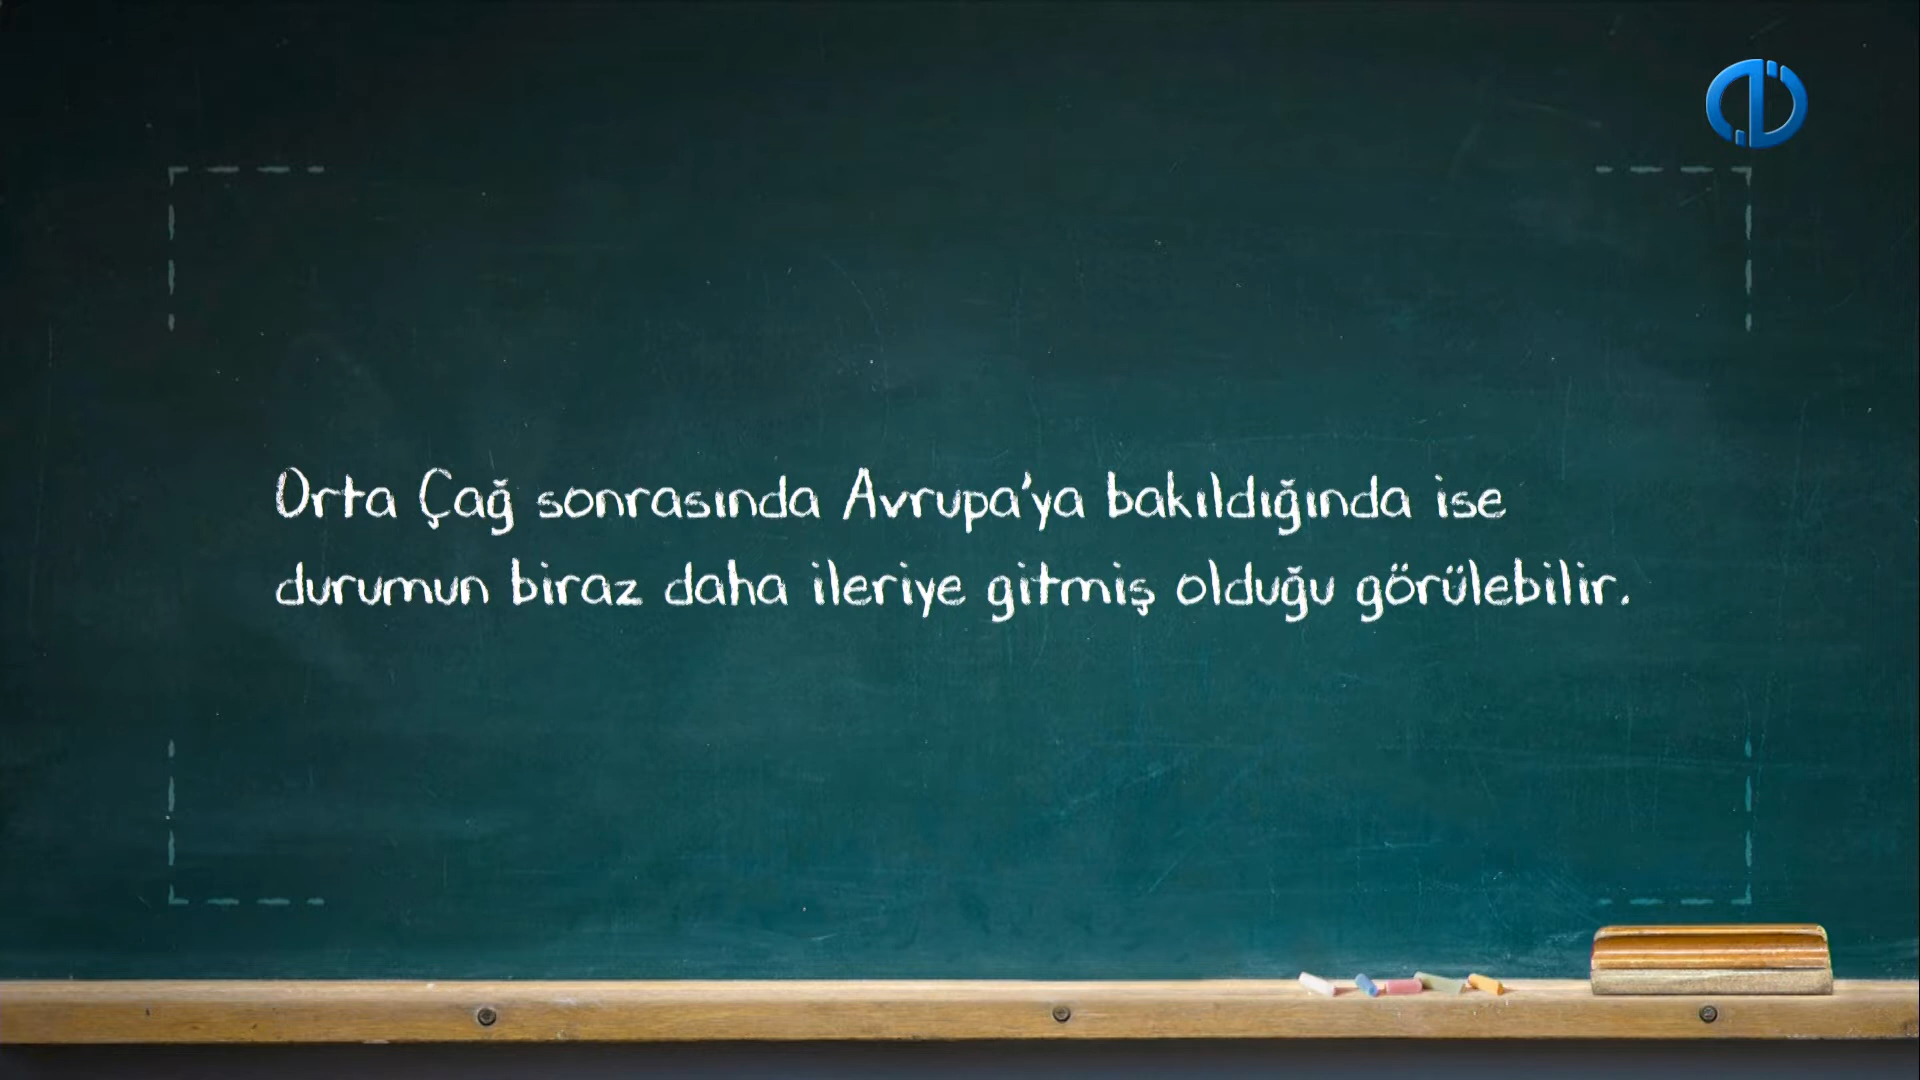 Orta Çağ sonrasında Avrupa'ya bakıldığında ise
durumun biraz daha ileriye gitmiş olduğu görülebilir.